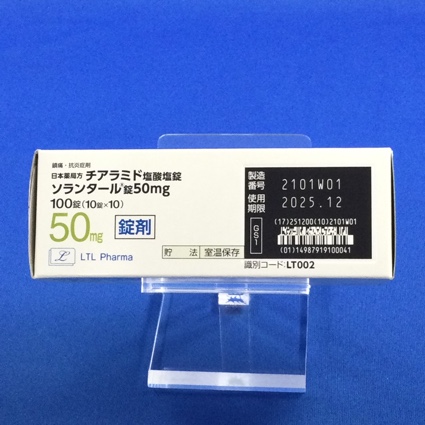 鎮痛・抗炎症剤
日本薬局方 チアラミド塩酸塩錠
ソランタール®錠50mg
100錠(10錠×10)
50mg 錠剤
LTL Pharma
貯 法 室温保存
製造番号 2101W01
使用期限 2025.12
(17)251200(10)2101W01
GS1
(01)14987919100041
識別コード:LT002